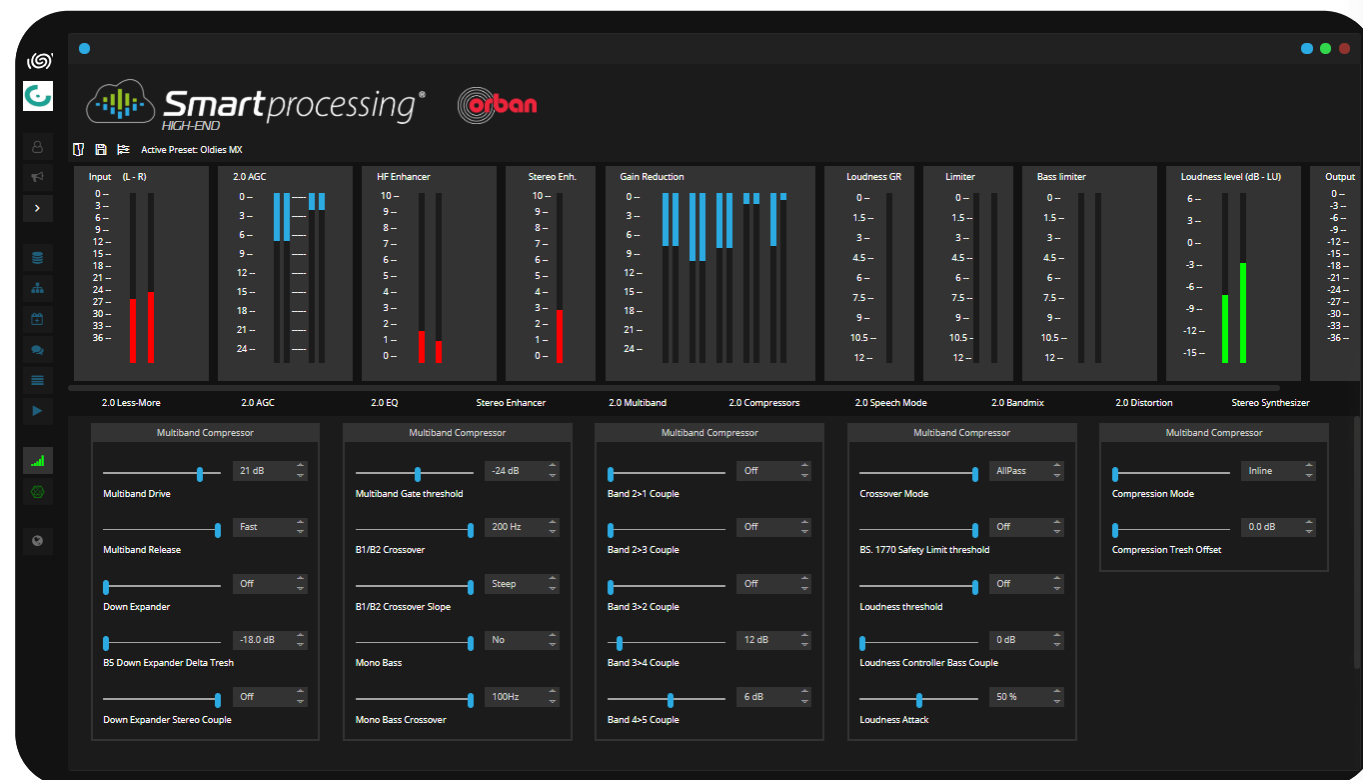 Smartprocessing®
HIGH-END
orban
Active Preset: Oldies MX
Input (L - R)
0 --
3 --
6 --
9 --
12 --
15 --
18 --
21 --
24 --
27 --
30 --
33 --
36 --
2.0 AGC
0 -- ----
3 -- ----
6 -- ----
9 -- ----
12 -- ----
15 -- ----
18 -- ----
21 -- ----
24 -- ----
HF Enhancer
10 --
9 --
8 --
7 --
6 --
5 --
4 --
3 --
2 --
1 --
0 --
Stereo Enh.
10 --
9 --
8 --
7 --
6 --
5 --
4 --
3 --
2 --
1 --
0 --
Gain Reduction
0 --
3 --
6 --
9 --
12 --
15 --
18 --
21 --
24 --
Loudness GR
0 --
1.5 --
3 --
4.5 --
6 --
7.5 --
9 --
10.5 --
12 --
Limiter
0 --
1.5 --
3 --
4.5 --
6 --
7.5 --
9 --
10.5 --
12 --
Bass limiter
0 --
1.5 --
3 --
4.5 --
6 --
7.5 --
9 --
10.5 --
12 --
Loudness level (dB - LU)
6 --
3 --
0 --
-3 --
-6 --
-9 --
-12 --
-15 --
Output
0 --
-3 --
-6 --
-9 --
-12 --
-15 --
-18 --
-21 --
-24 --
-27 --
-30 --
-33 --
-36 --
2.0 Less-More 2.0 AGC 2.0 EQ Stereo Enhancer 2.0 Multiband 2.0 Compressors 2.0 Speech Mode 2.0 Bandmix 2.0 Distortion Stereo Synthesizer
Multiband Compressor
21 dB
Multiband Drive
Fast
Multiband Release
Off
Down Expander
-18.0 dB
B5 Down Expander Delta Tresh
Off
Down Expander Stereo Couple
Multiband Compressor
-24 dB
Multiband Gate threshold
200 Hz
B1/B2 Crossover
Steep
B1/B2 Crossover Slope
No
Mono Bass
100Hz
Mono Bass Crossover
Multiband Compressor
Off
Band 2>1 Couple
Off
Band 2>3 Couple
Off
Band 3>2 Couple
12 dB
Band 3>4 Couple
6 dB
Band 4>5 Couple
Multiband Compressor
AllPass
Crossover Mode
Off
BS. 1770 Safety Limit threshold
Off
Loudness threshold
0 dB
Loudness Controller Bass Couple
50 %
Loudness Attack
Multiband Compressor
Inline
Compression Mode
0.0 dB
Compression Tresh Offset